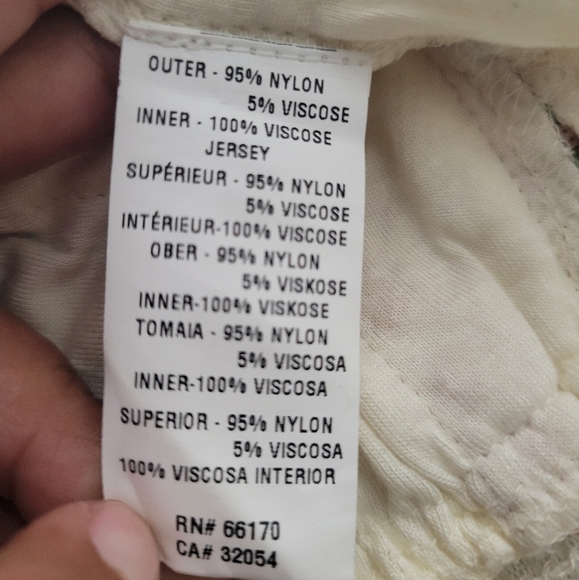 OUTER - 95% NYLON
5% VISCOSE
INNER - 100% VISCOSE
JERSEY
SUPÉRIEUR - 95% NYLON
5% VISCOSE
INTÉRIEUR-100% VISCOSE
OBER - 95% NYLON
5% VISKOSE
INNER-100% VISKOSE
TOMAIA - 95% NYLON
5% VISCOSA
INNER-100% VISCOSA
SUPERIOR - 95% NYLON
5% VISCOSA
100% VISCOSA INTERIOR
RN# 66170
CA# 32054